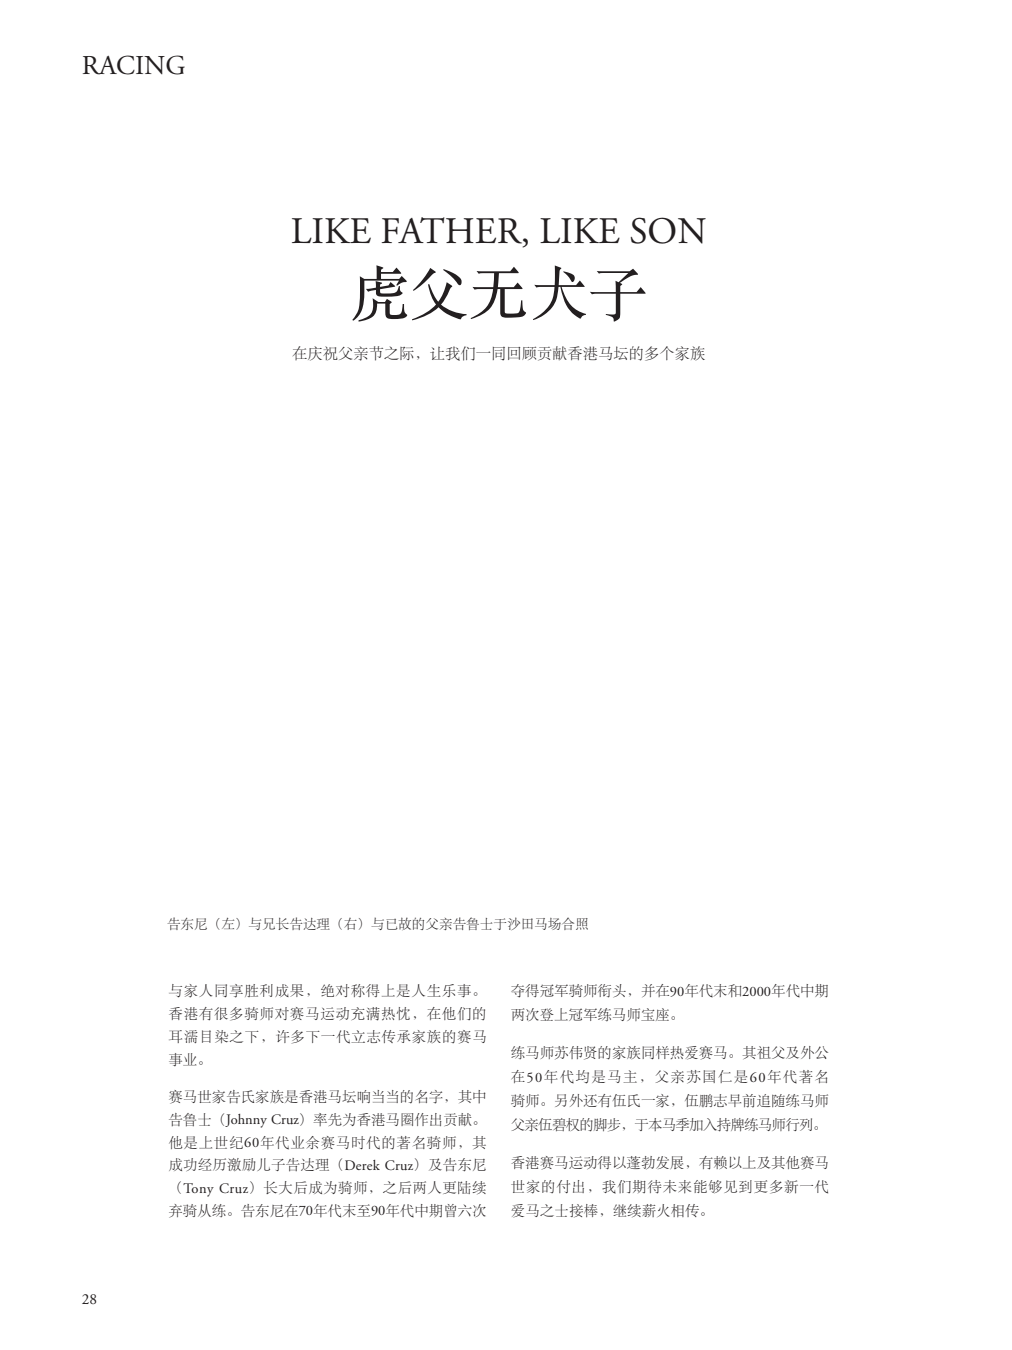 RACING
LIKE FATHER, LIKE SON
虎父无犬子
在庆祝父亲节之际，让我们一同回顾贡献香港马坛的多个家族
告东尼（左）与兄长告达理（右）与已故的父亲告鲁士于沙田马场合照
与家人同享胜利成果，绝对称得上是人生乐事。
香港有很多骑师对赛马运动充满热忱，在他们的
耳濡目染之下，许多下一代立志传承家族的赛马
事业。
赛马世家告氏家族是香港马坛响当当的名字，其中
告鲁士（Johnny Cruz）率先为香港马圈作出贡献。
他是上世纪60年代业余赛马时代的著名骑师，其
成功经历激励儿子告达理（Derek Cruz）及告东尼
（Tony Cruz）长大后成为骑师，之后两人更陆续
弃骑从练。告东尼在70年代末至90年代中期曾六次
夺得冠军骑师衔头，并在90年代末和2000年代中期
两次登上冠军练马师宝座。
练马师苏伟贤的家族同样热爱赛马。其祖父及外公
在50年代均是马主，父亲苏国仁是60年代著名
骑师。另外还有伍氏一家，伍鹏志早前追随练马师
父亲伍碧权的脚步，于本马季加入持牌练马师行列。
香港赛马运动得以蓬勃发展，有赖以上及其他赛马
世家的付出，我们期待未来能够见到更多新一代
爱马之士接棒，继续薪火相传。
28